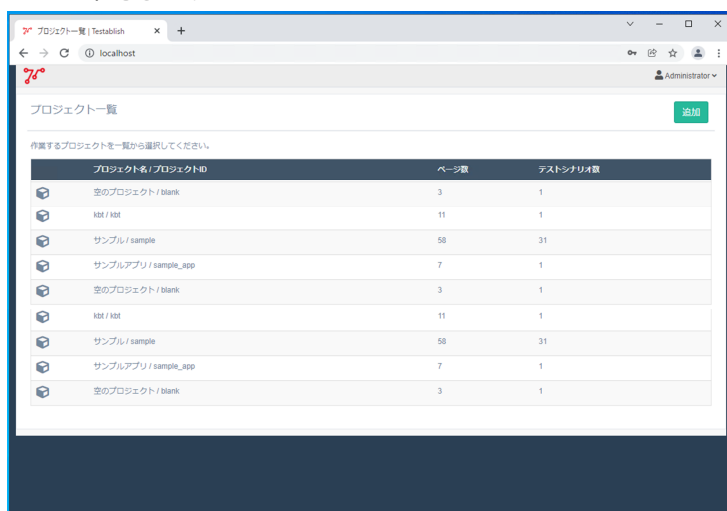 プロジェクト一覧 | Testablish
localhost
Administrator
プロジェクト一覧
追加
作業するプロジェクトを一覧から選択してください。
プロジェクト名 / プロジェクトID ページ数 テストシナリオ数
空のプロジェクト / blank 3 1
kbt / kbt 11 1
サンプル / sample 58 31
サンプルアプリ / sample_app 7 1
空のプロジェクト / blank 3 1
kbt / kbt 11 1
サンプル / sample 58 31
サンプルアプリ / sample_app 7 1
空のプロジェクト / blank 3 1